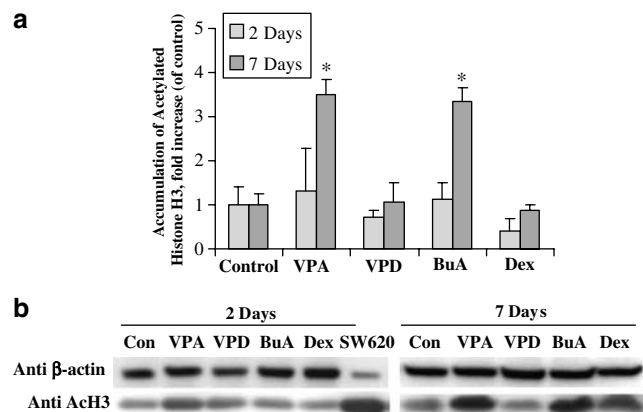 a
Accumulation of Acetylated
Histone H3, fold increase (of control)
5
4
3
2
1
0
2 Days
7 Days
*
*
Control VPA VPD BuA Dex
b
2 Days
7 Days
Con VPA VPD BuA Dex SW620
Con VPA VPD BuA Dex
Anti β-actin
Anti AcH3